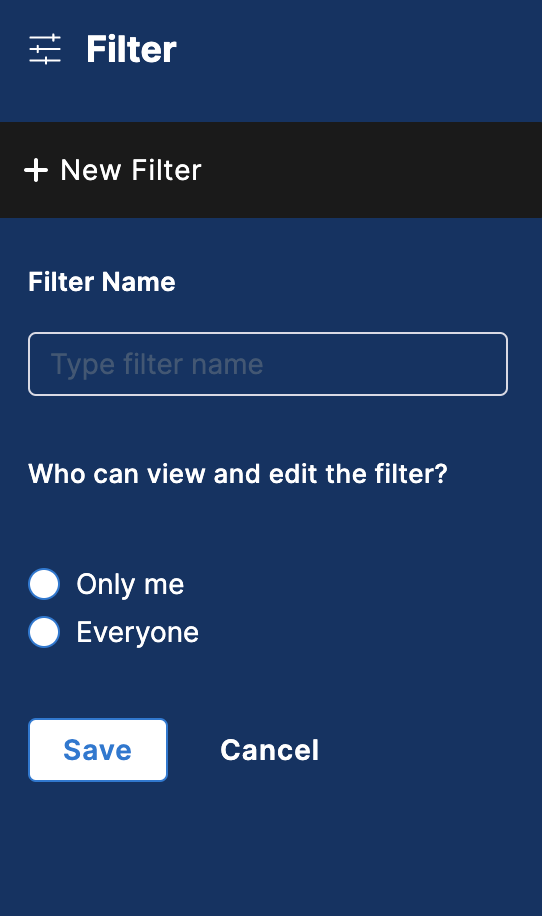 Filter
+ New Filter
Filter Name
Type filter name
Who can view and edit the filter?
Only me
Everyone
Save Cancel